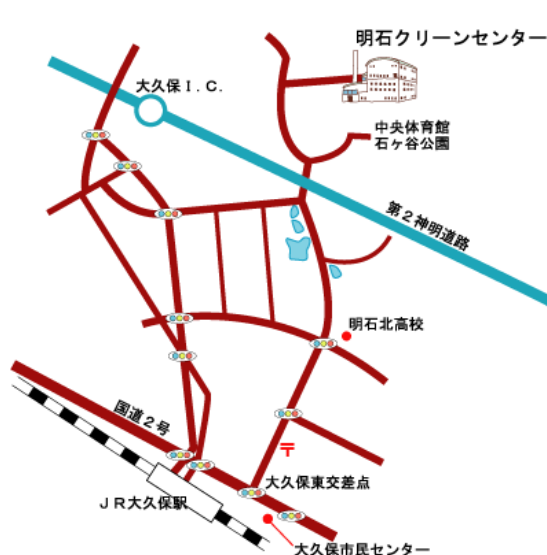 明石クリーンセンター
大久保Ｉ.Ｃ.
中央体育館
石ヶ谷公園
第２神明道路
明石北高校
国道２号
〒
大久保東交差点
ＪＲ大久保駅
大久保市民センター